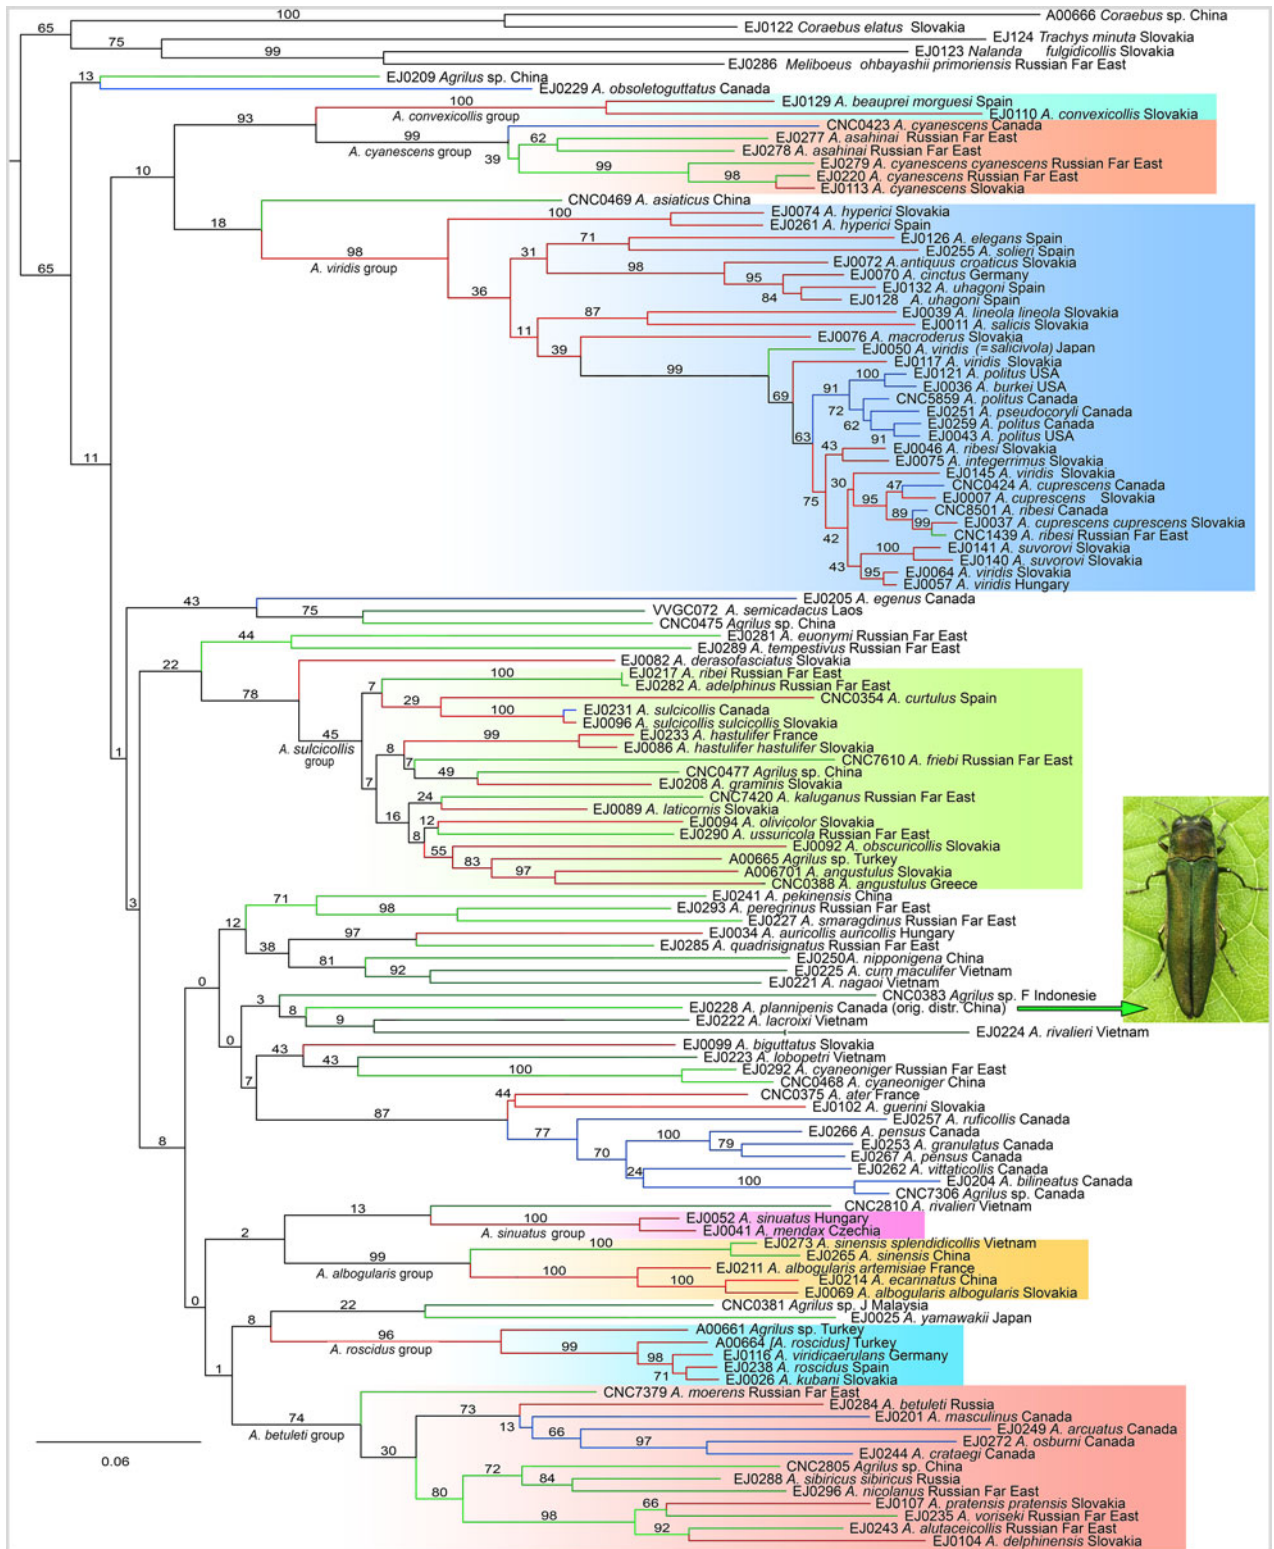 100
A00666 Coraebus sp. China
65
EJ0122 Coraebus elatus Slovakia
EJ124 Trachys minuta Slovakia
75
99
EJ0123 Nalanda fulgidicollis Slovakia
EJ0286 Meliboeus ohbayashii primoriensis Russian Far East
13
EJ0209 Agrilus sp. China
EJ0229 A. obsoletoguttatus Canada
100
EJ0129 A. beauprei morguesi Spain
93
A. convexicollis group
EJ0110 A. convexicollis Slovakia
99
CNC0423 A. cyanescens Canada
A. cyanescens group
62
EJ0277 A. asahinai Russian Far East
39
EJ0278 A. asahinai Russian Far East
99
EJ0279 A. cyanescens cyanescens Russian Far East
10
98
EJ0220 A. cyanescens Russian Far East
EJ0113 A. cyanescens Slovakia
CNC0469 A. asiaticus China
18
100
EJ0074 A. hyperici Slovakia
EJ0261 A. hyperici Spain
98
71
EJ0126 A. elegans Spain
31
EJ0255 A. solieri Spain
65
A. viridis group
98
EJ0072 A.antiquus croaticus Slovakia
95
EJ0070 A. cinctus Germany
36
EJ0132 A. uhagoni Spain
84
EJ0128 A. uhagoni Spain
87
EJ0039 A. lineola lineola Slovakia
11
EJ0011 A. salicis Slovakia
39
EJ0076 A. macroderus Slovakia
99
EJ0050 A. viridis (=salicivola) Japan
EJ0117 A. viridis Slovakia
69
100
EJ0121 A. politus USA
91
EJ0036 A. burkei USA
CNC5859 A. politus Canada
72
EJ0251 A. pseudocoryli Canada
62
EJ0259 A. politus Canada
63
91
EJ0043 A. politus USA
43
EJ0046 A. ribesi Slovakia
11
EJ0075 A. integerrimus Slovakia
EJ0145 A. viridis Slovakia
30
47
CNC0424 A. cuprescens Canada
75
95
EJ0007 A. cuprescens Slovakia
89
CNC8501 A. ribesi Canada
99
EJ0037 A. cuprescens cuprescens Slovakia
42
CNC1439 A. ribesi Russian Far East
100
EJ0141 A. suvorovi Slovakia
EJ0140 A. suvorovi Slovakia
43
95
EJ0064 A. viridis Slovakia
EJ0057 A. viridis Hungary
43
EJ0205 A. egenus Canada
75
VVGC072 A. semicadacus Laos
CNC0475 Agrilus sp. China
44
EJ0281 A. euonymi Russian Far East
22
EJ0289 A. tempestivus Russian Far East
EJ0082 A. derasofasciatus Slovakia
78
100
EJ0217 A. ribei Russian Far East
7
EJ0282 A. adelphinus Russian Far East
29
CNC0354 A. curtulus Spain
100
EJ0231 A. sulcicollis Canada
EJ0096 A. sulcicollis sulcicollis Slovakia
45
99
EJ0233 A. hastulifer France
1
A. sulcicollis
group
8
EJ0086 A. hastulifer hastulifer Slovakia
7
CNC7610 A. friebi Russian Far East
49
CNC0477 Agrilus sp. China
7
EJ0208 A. graminis Slovakia
24
CNC7420 A. kaluganus Russian Far East
16
EJ0089 A. laticornis Slovakia
12
EJ0094 A. olivicolor Slovakia
8
EJ0290 A. ussuricola Russian Far East
55
EJ0092 A. obscuricollis Slovakia
83
A00665 Agrilus sp. Turkey
97
A006701 A. angustulus Slovakia
CNC0388 A. angustulus Greece
3
71
EJ0241 A. pekinensis China
98
EJ0293 A. peregrinus Russian Far East
12
EJ0227 A. smaragdinus Russian Far East
97
EJ0034 A. auricollis auricollis Hungary
38
EJ0285 A. quadrisignatus Russian Far East
81
EJ0250A. nipponigena China
92
EJ0225 A. cum maculifer Vietnam
0
EJ0221 A. nagaoi Vietnam
3
CNC0383 Agrilus sp. F Indonesie
8
EJ0228 A. plannipenis Canada (orig. distr. China)
9
EJ0222 A. lacroixi Vietnam
EJ0224 A. rivalieri Vietnam
0
43
EJ0099 A. biguttatus Slovakia
43
EJ0223 A. lobopetri Vietnam
100
EJ0292 A. cyaneoniger Russian Far East
7
CNC0468 A. cyaneoniger China
44
CNC0375 A. ater France
87
EJ0102 A. guerini Slovakia
EJ0257 A. ruficollis Canada
77
100
EJ0266 A. pensus Canada
8
79
EJ0253 A. granulatus Canada
70
EJ0267 A. pensus Canada
24
EJ0262 A. vittaticollis Canada
100
EJ0204 A. bilineatus Canada
CNC7306 Agrilus sp. Canada
13
CNC2810 A. rivalieri Vietnam
2
100
EJ0052 A. sinuatus Hungary
A. sinuatus group
EJ0041 A. mendax Czechia
99
100
EJ0273 A. sinensis splendidicollis Vietnam
EJ0265 A. sinensis China
A. albogularis group
100
EJ0211 A. albogularis artemisiae France
100
EJ0214 A. ecarinatus China
EJ0069 A. albogularis albogularis Slovakia
0
22
CNC0381 Agrilus sp. J Malaysia
8
EJ0025 A. yamawakii Japan
96
A00661 Agrilus sp. Turkey
A. roscidus group
99
A00664 [A. roscidus] Turkey
98
EJ0116 A. viridicaerulans Germany
1
71
EJ0238 A. roscidus Spain
EJ0026 A. kubani Slovakia
CNC7379 A. moerens Russian Far East
74
73
EJ0284 A. betuleti Russia
A. betuleti group
13
EJ0201 A. masculinus Canada
66
EJ0249 A. arcuatus Canada
30
97
EJ0272 A. osburni Canada
EJ0244 A. crataegi Canada
0.06
72
CNC2805 Agrilus sp. China
84
EJ0288 A. sibiricus sibiricus Russia
80
EJ0296 A. nicolanus Russian Far East
66
EJ0107 A. pratensis pratensis Slovakia
98
EJ0235 A. voriseki Russian Far East
92
EJ0243 A. alutaceicollis Russian Far East
EJ0104 A. delphinensis Slovakia